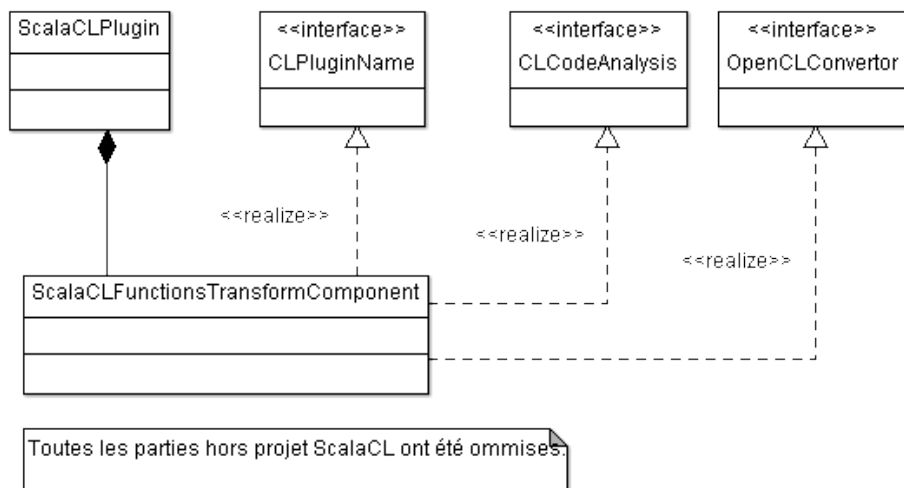 ScalaCLPlugin
<<interface>>
CLPluginName
<<interface>>
CLCodeAnalysis
<<interface>>
OpenCLConvertor
<<realize>>
<<realize>>
<<realize>>
ScalaCLFunctionsTransformComponent
Toutes les parties hors projet ScalaCL ont été ommises.